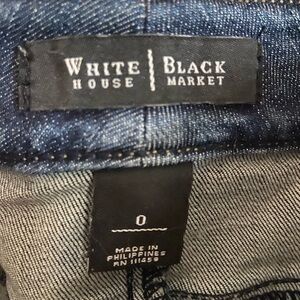 WHITE | BLACK
HOUSE | MARKET
0
MADE IN
PHILIPPINES
RN 111459